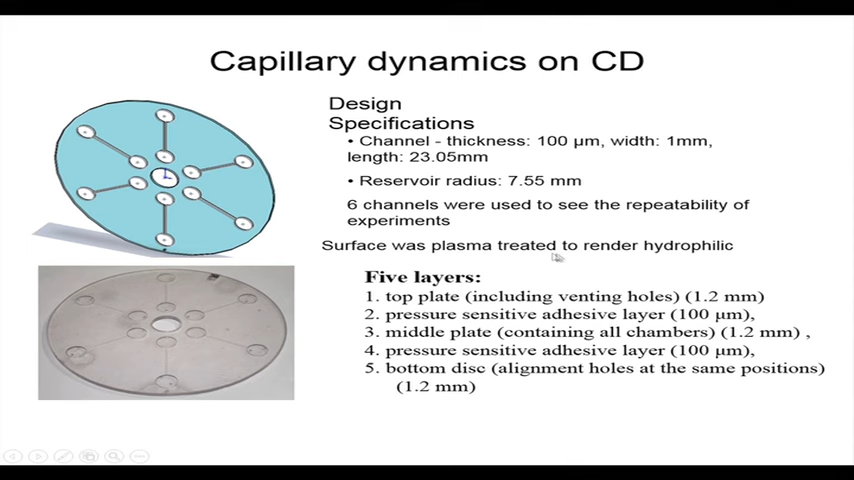 Capillary dynamics on CD
Design
Specifications
• Channel - thickness: 100 µm, width: 1mm,
length: 23.05mm
• Reservoir radius: 7.55 mm
6 channels were used to see the repeatability of
experiments
Surface was plasma treated to render hydrophilic
Five layers:
1. top plate (including venting holes) (1.2 mm)
2. pressure sensitive adhesive layer (100 µm),
3. middle plate (containing all chambers) (1.2 mm) ,
4. pressure sensitive adhesive layer (100 µm),
5. bottom disc (alignment holes at the same positions)
(1.2 mm)